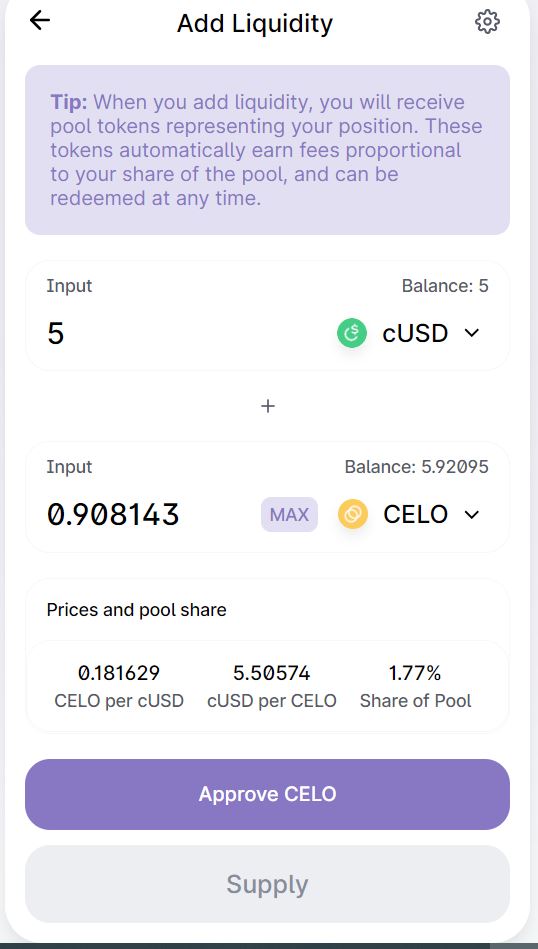 Add Liquidity
Tip: When you add liquidity, you will receive
pool tokens representing your position. These
tokens automatically earn fees proportional
to your share of the pool, and can be
redeemed at any time.
Input Balance: 5
5 cUSD
+
Input Balance: 5.92095
0.908143 MAX CELO
Prices and pool share
0.181629 5.50574 1.77%
CELO per cUSD cUSD per CELO Share of Pool
Approve CELO
Supply